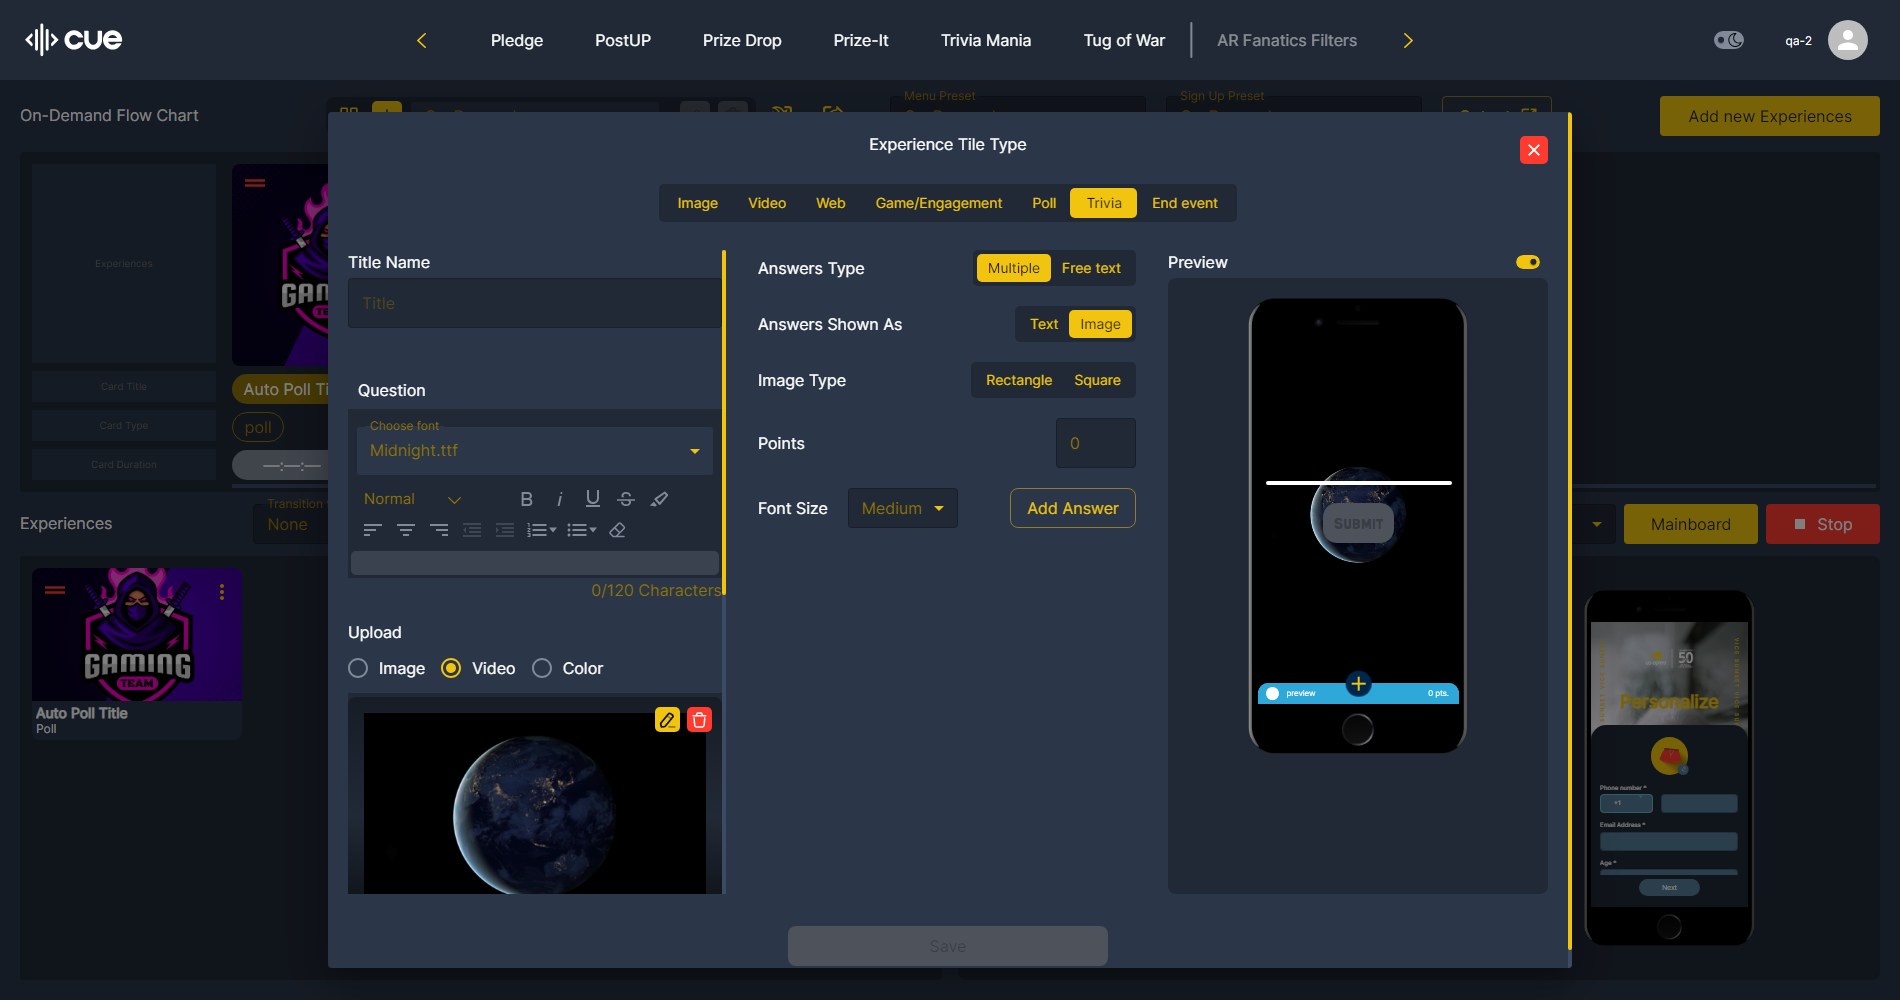 cue
Pledge
PostUP
Prize Drop
Prize-It
Trivia Mania
Tug of War
AR Fanatics Filters
qa-2
On-Demand Flow Chart
Menu Preset
Sign Up Preset
Add new Experiences
Experience Tile Type
Image
Video
Web
Game/Engagement
Poll
Trivia
End event
Experiences
Card Title
Card Type
Card Duration
Auto Poll Ti
poll
—:—:—
Title Name
Title
Question
Choose font
Midnight.ttf
Normal
B
i
U
S
0/120 Characters
Upload
Image
Video
Color
Answers Type
Multiple
Free text
Answers Shown As
Text
Image
Image Type
Rectangle
Square
Points
0
Font Size
Medium
Add Answer
Preview
SUBMIT
preview
0 pts.
Save
Experiences
Transition
None
Mainboard
Stop
GAMING
TEAM
Auto Poll Title
Poll
50
Personalize
Phone number *
+1
Email Address *
Age *
Next